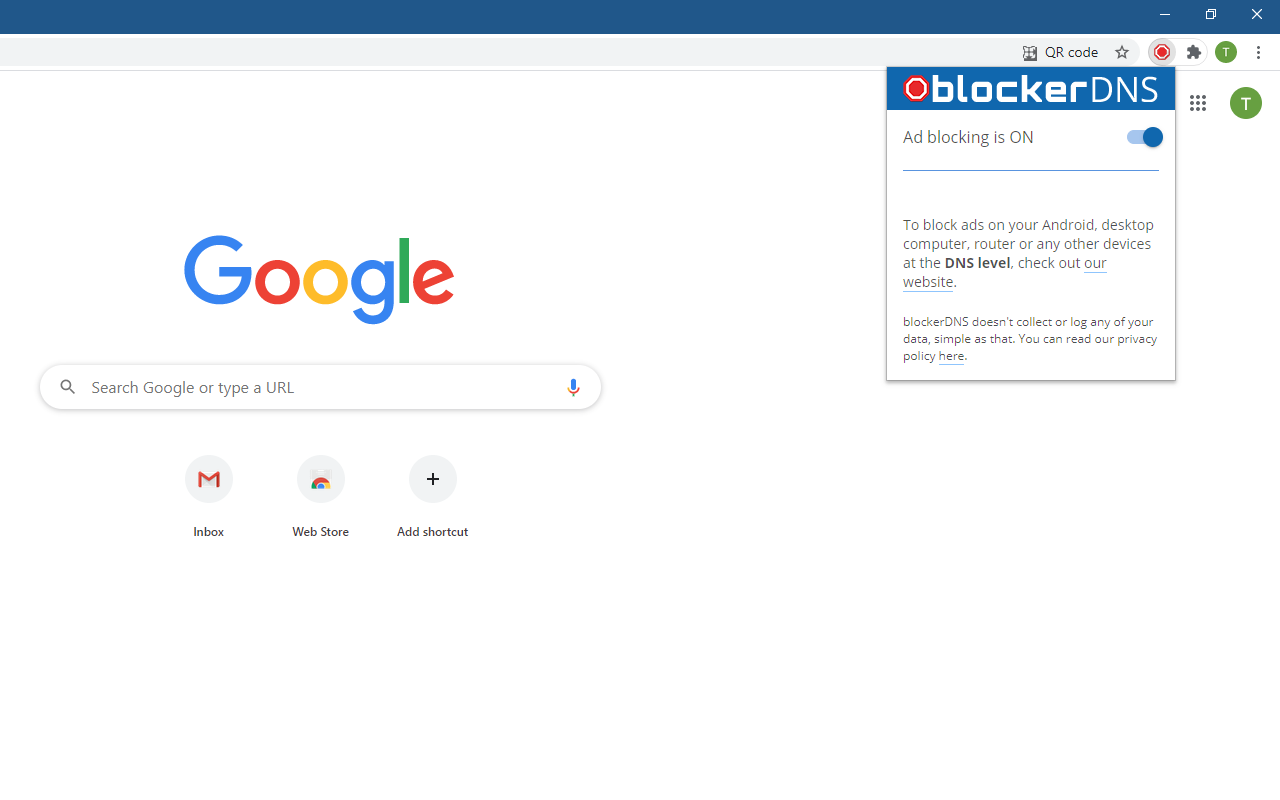 QR code
T
blockerDNS
T
Ad blocking is ON
To block ads on your Android, desktop
computer, router or any other devices
at the DNS level, check out our
website.
blockerDNS doesn't collect or log any of your
data, simple as that. You can read our privacy
policy here.
Google
Search Google or type a URL
Inbox
Web Store
Add shortcut